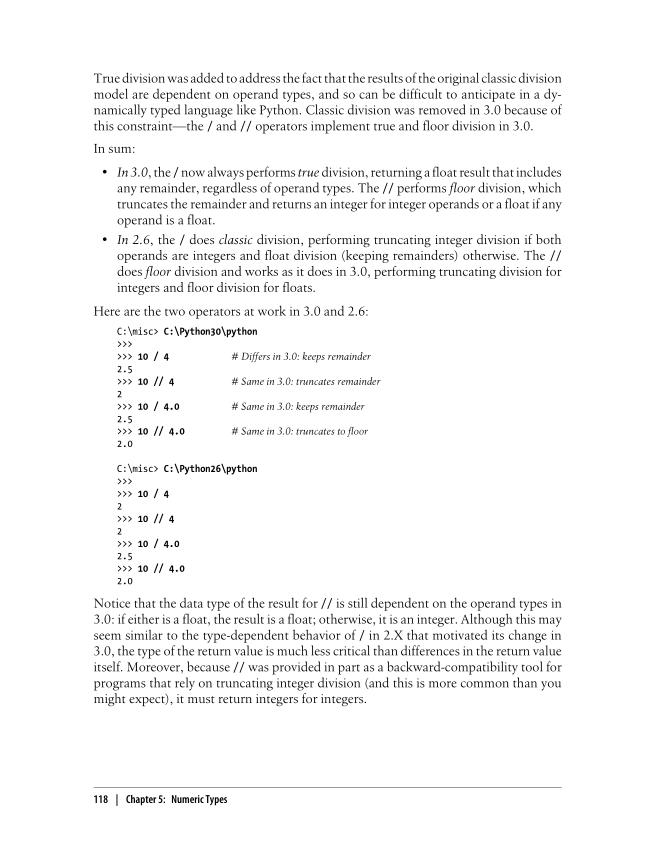 True division was added to address the fact that the results of the original classic division
model are dependent on operand types, and so can be difficult to anticipate in a dy-
namically typed language like Python. Classic division was removed in 3.0 because of
this constraint—the / and // operators implement true and floor division in 3.0.
In sum:
• In 3.0, the / now always performs true division, returning a float result that includes
any remainder, regardless of operand types. The // performs floor division, which
truncates the remainder and returns an integer for integer operands or a float if any
operand is a float.
• In 2.6, the / does classic division, performing truncating integer division if both
operands are integers and float division (keeping remainders) otherwise. The //
does floor division and works as it does in 3.0, performing truncating division for
integers and floor division for floats.
Here are the two operators at work in 3.0 and 2.6:
C:\misc> C:\Python30\python
>>>
>>> 10 / 4 # Differs in 3.0: keeps remainder
2.5
>>> 10 // 4 # Same in 3.0: truncates remainder
2
>>> 10 / 4.0 # Same in 3.0: keeps remainder
2.5
>>> 10 // 4.0 # Same in 3.0: truncates to floor
2.0
C:\misc> C:\Python26\python
>>>
>>> 10 / 4
2
>>> 10 // 4
2
>>> 10 / 4.0
2.5
>>> 10 // 4.0
2.0
Notice that the data type of the result for // is still dependent on the operand types in
3.0: if either is a float, the result is a float; otherwise, it is an integer. Although this may
seem similar to the type-dependent behavior of / in 2.X that motivated its change in
3.0, the type of the return value is much less critical than differences in the return value
itself. Moreover, because // was provided in part as a backward-compatibility tool for
programs that rely on truncating integer division (and this is more common than you
might expect), it must return integers for integers.
118 | Chapter 5: Numeric Types